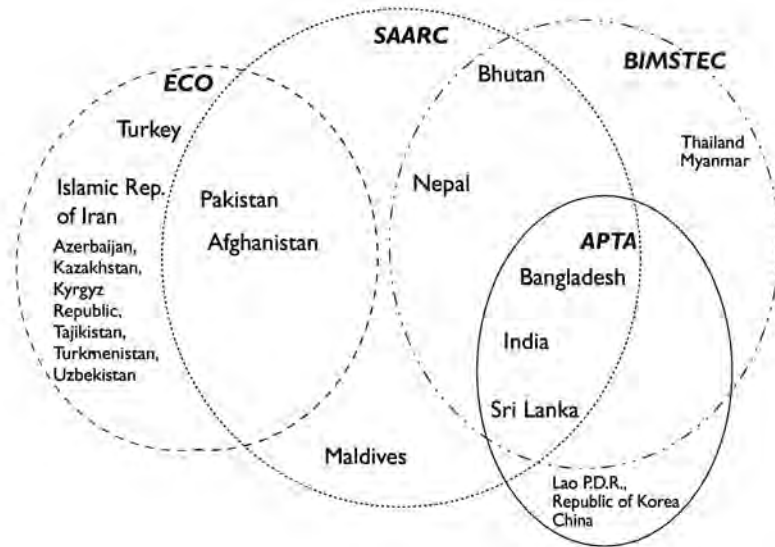 SAARC
ECO
BIMSTEC
Bhutan
Turkey
Thailand
Myanmar
Islamic Rep.
of Iran
Pakistan
Nepal
Afghanistan
APTA
Azerbaijan,
Kazakhstan,
Kyrgyz
Republic,
Tajikistan,
Turkmenistan,
Uzbekistan
Bangladesh
India
Sri Lanka
Maldives
Lao P.D.R.,
Republic of Korea
China